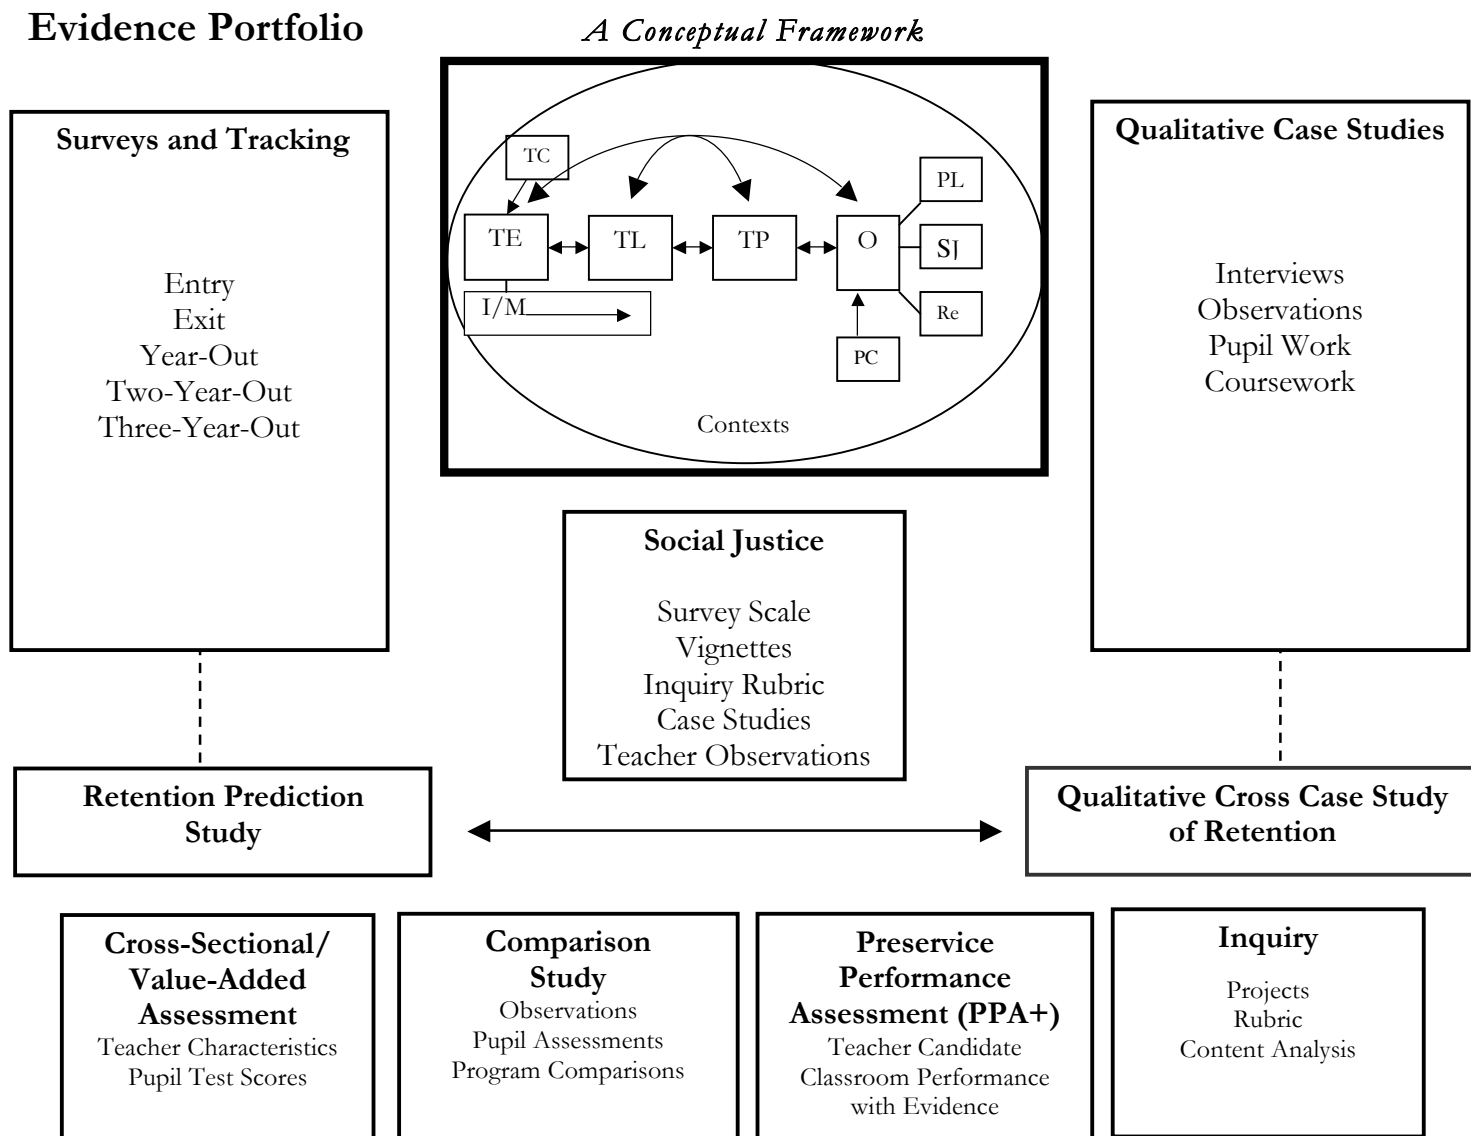 Evidence Portfolio
A Conceptual Framework
Surveys and Tracking
Entry
Exit
Year-Out
Two-Year-Out
Three-Year-Out
TC
TE
TL
TP
O
PL
SJ
Re
I/M
PC
Contexts
Qualitative Case Studies
Interviews
Observations
Pupil Work
Coursework
Social Justice
Survey Scale
Vignettes
Inquiry Rubric
Case Studies
Teacher Observations
Retention Prediction
Study
Qualitative Cross Case Study
of Retention
Cross-Sectional/
Value-Added
Assessment
Teacher Characteristics
Pupil Test Scores
Comparison
Study
Observations
Pupil Assessments
Program Comparisons
Preservice
Performance
Assessment (PPA+)
Teacher Candidate
Classroom Performance
with Evidence
Inquiry
Projects
Rubric
Content Analysis